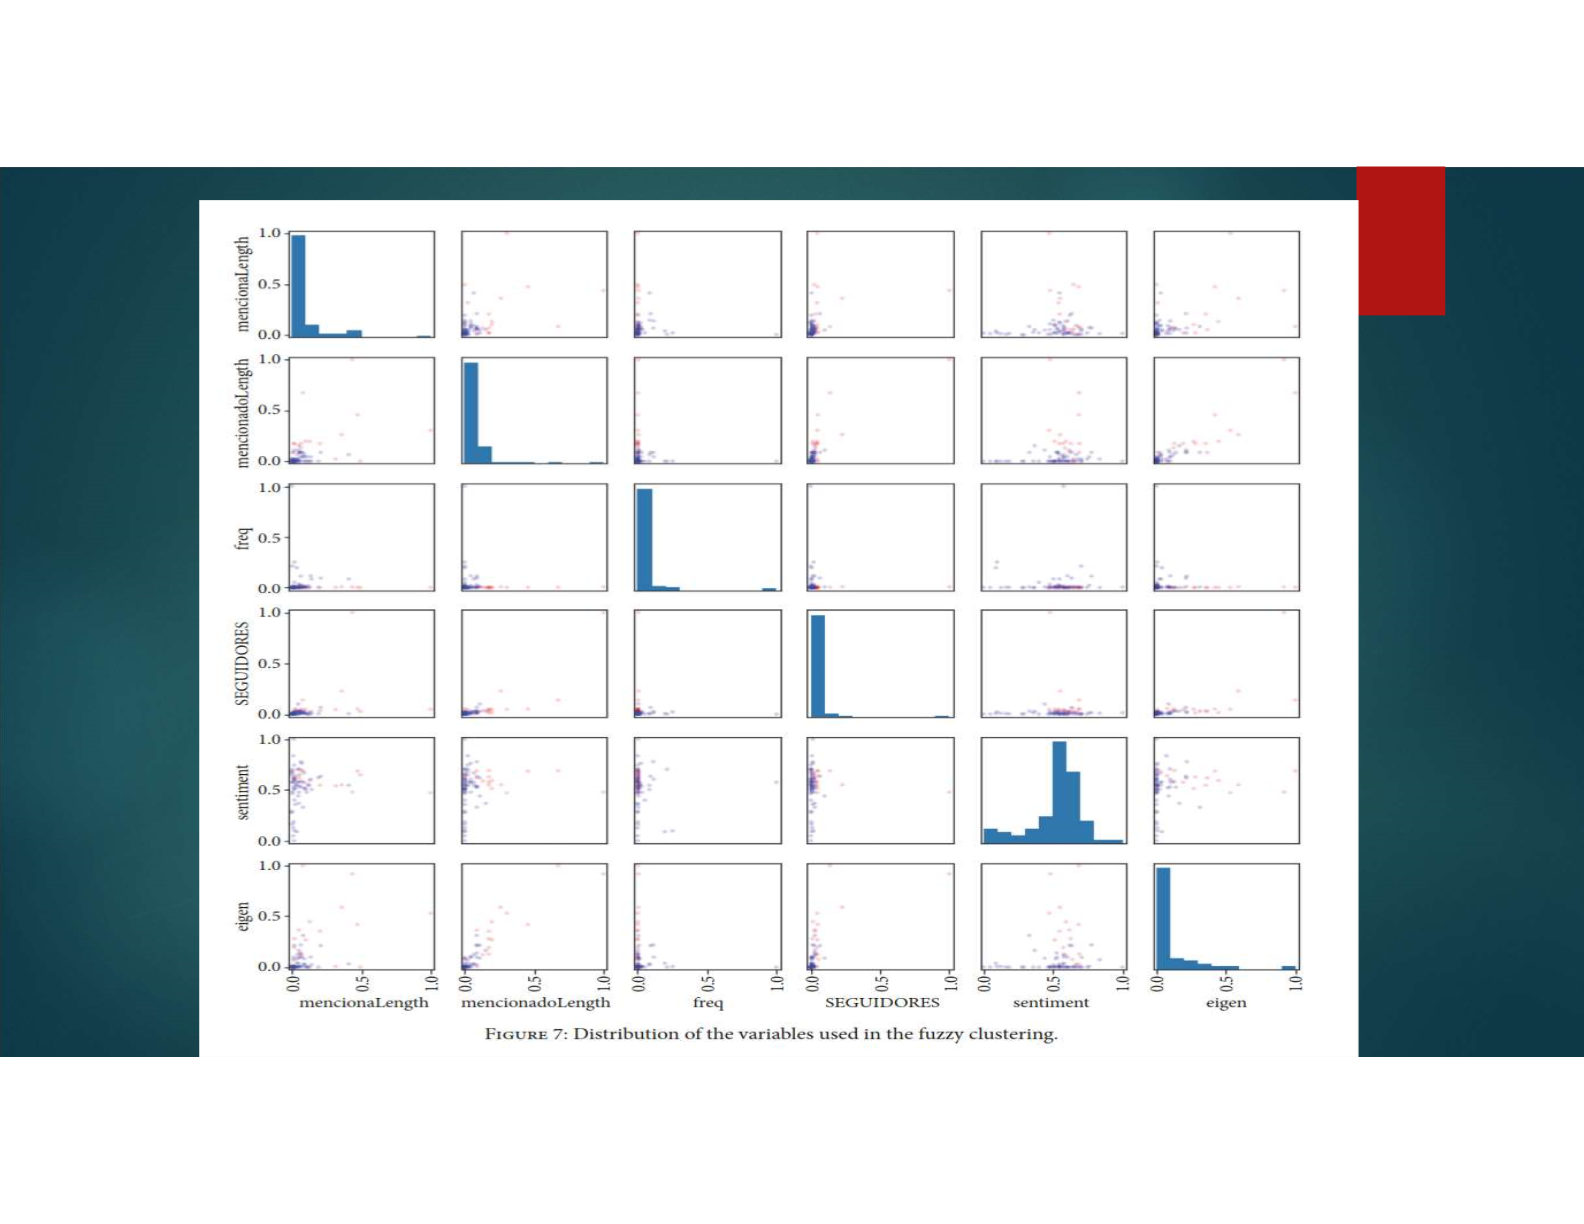 mencionaLength
1.0
0.5
0.0
mencionadoLength
1.0
0.5
0.0
freq
1.0
0.5
0.0
SEGUIDORES
1.0
0.5
0.0
sentiment
1.0
0.5
0.0
eigen
1.0
0.5
0.0
0.0 0.5 1.0 0.0 0.5 1.0 0.0 0.5 1.0 0.0 0.5 1.0 0.0 0.5 1.0 0.0 0.5 1.0
mencionaLength mencionadoLength freq SEGUIDORES sentiment eigen
FIGURE 7: Distribution of the variables used in the fuzzy clustering.